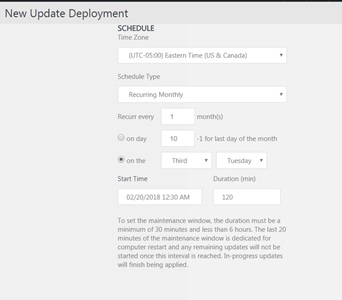 New Update Deployment
SCHEDULE
Time Zone
(UTC-05:00) Eastern Time (US & Canada)
Schedule Type
Recurring Monthly
Recur every 1 month(s)
on day 10 -1 for last day of the month
on the Third Tuesday
Start Time Duration (min)
02/20/2018 12:30 AM 120
To set the maintenance window, the duration must be a
minimum of 30 minutes and less than 6 hours. The last 20
minutes of the maintenance window is dedicated for
computer restart and any remaining updates will not be
started once this interval is reached. In-progress updates
will finish being applied.